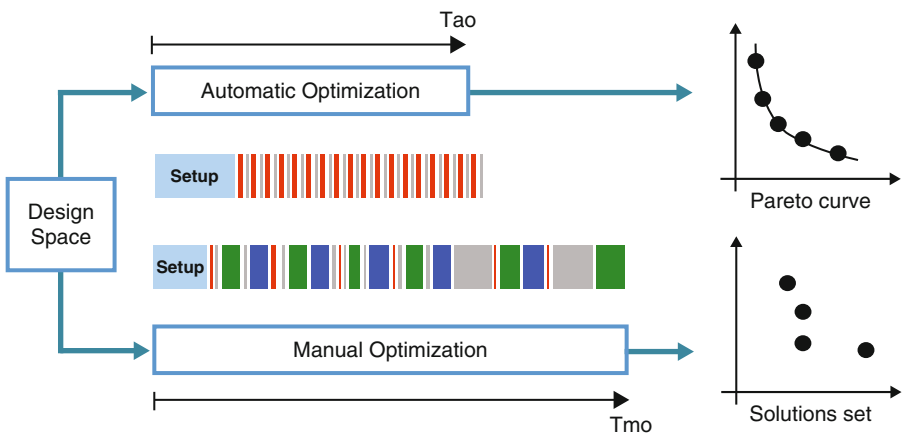 Tao
Automatic Optimization
Setup
Design
Space
Pareto curve
Setup
Manual Optimization
Tmo
Solutions set